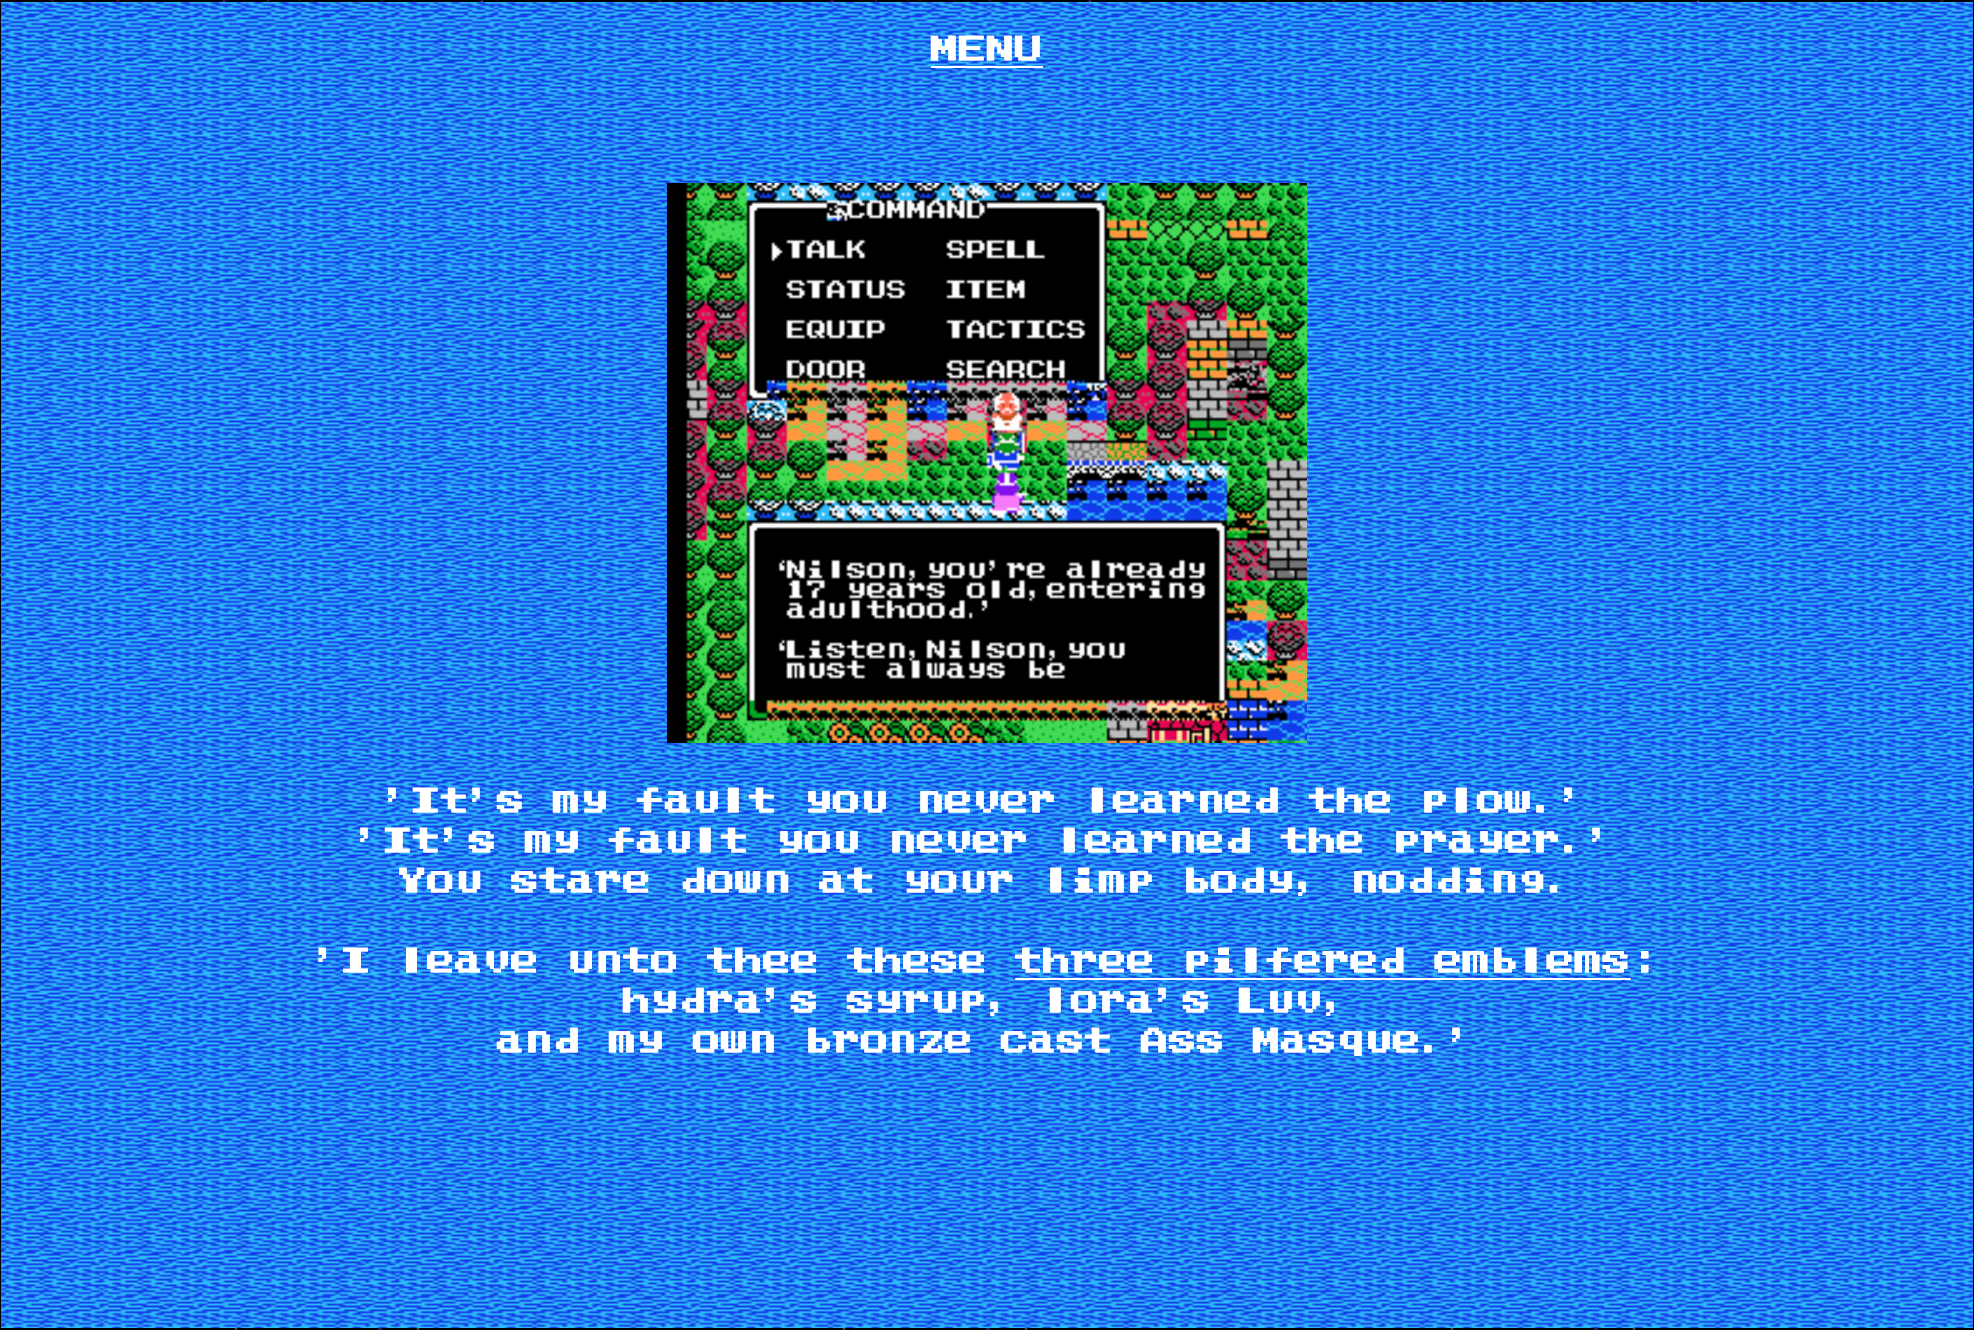 MENU
COMMAND
TALK SPELL
STATUS ITEM
EQUIP TACTICS
DOOR SEARCH
‘Nilson, you’re already
17 years old, entering
adulthood.’
‘Listen, Nilson, you
must always be
’It’s my fault you never learned the plow.’
’It’s my fault you never learned the prayer.’
You stare down at your limp body, nodding.
’I leave unto thee these three pilfered emblems:
hydra’s syrup, lora’s Luv,
and my own bronze cast Ass Masque.’